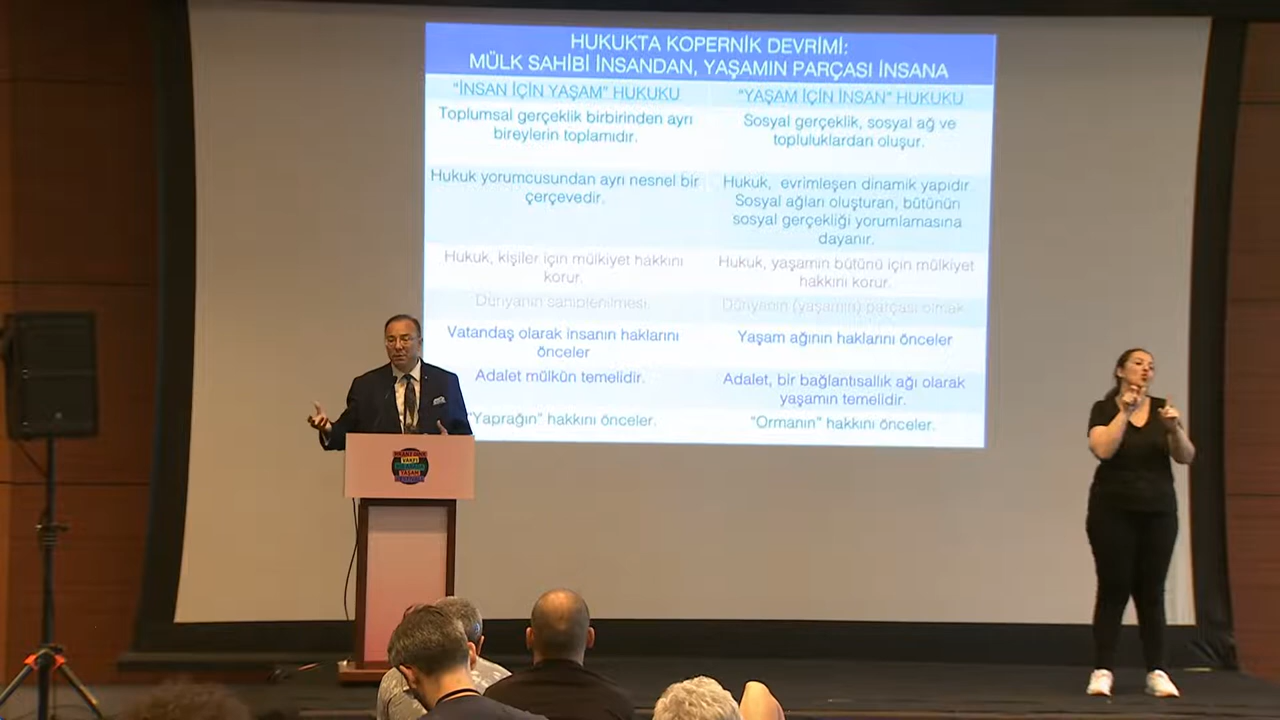 HUKUKTA KOPERNİK DEVRİMİ:
MÜLK SAHİBİ İNSANDAN, YAŞAMIN PARÇASI İNSANA
"İNSAN İÇİN YAŞAM" HUKUKU
"YAŞAM İÇİN İNSAN" HUKUKU
Toplumsal gerçeklik birbirinden ayrı
bireylerin toplamıdır.
Sosyal gerçeklik, sosyal ağ ve
topluluklardan oluşur.
Hukuk yorumcusundan ayrı nesnel bir
çerçevedir.
Hukuk, evrimleşen dinamik yapıdır
Sosyal ağları oluşturan, bütünün
sosyal gerçekliği yorumlamasına
dayanır.
Hukuk, kişiler için mülkiyet hakkını
korur.
Hukuk, yaşamın bütünü için mülkiyet
hakkını korur.
Dünyanın sahiplenilmesi.
Dünyanın (yaşamın) parçası olmak.
Vatandaş olarak insanın haklarını
önceler
Yaşam ağının haklarını önceler
Adalet mülkün temelidir.
Adalet, bir bağlantısallık ağı olarak
yaşamın temelidir.
"Yaprağın" hakkını önceler.
"Ormanın" hakkını önceler.
VAKFI
YAŞAM